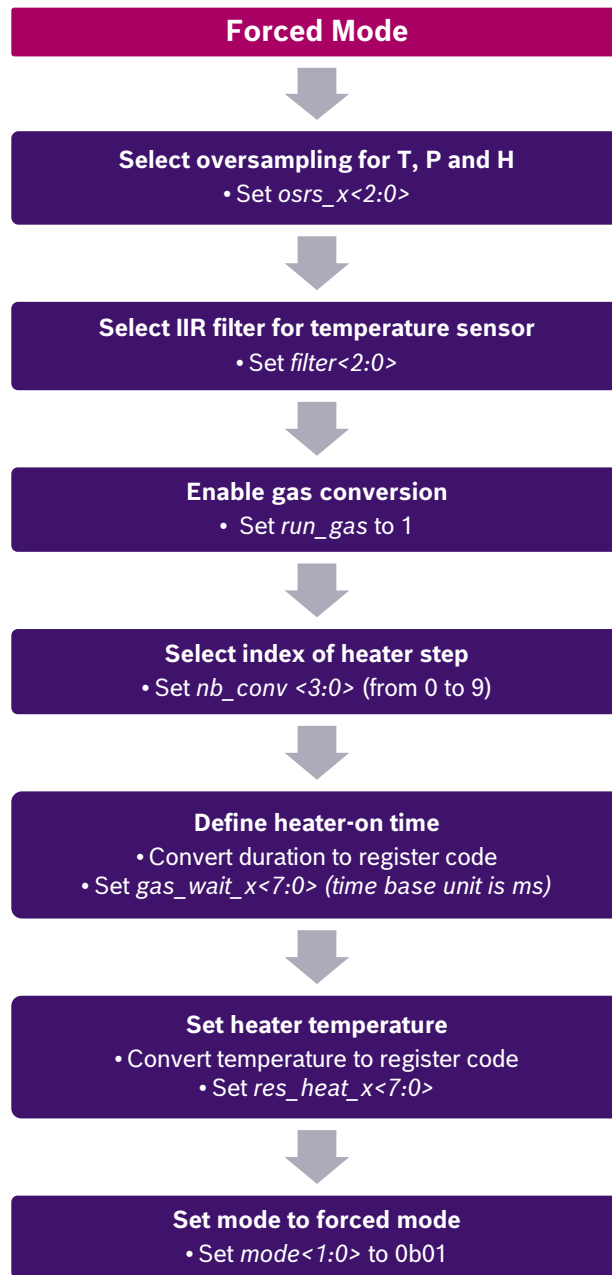 Forced Mode
Select oversampling for T, P and H
• Set osrs_x<2:0>
Select IIR filter for temperature sensor
• Set filter<2:0>
Enable gas conversion
• Set run_gas to 1
Select index of heater step
• Set nb_conv <3:0> (from 0 to 9)
Define heater-on time
• Convert duration to register code
• Set gas_wait_x<7:0> (time base unit is ms)
Set heater temperature
• Convert temperature to register code
• Set res_heat_x<7:0>
Set mode to forced mode
• Set mode<1:0> to 0b01